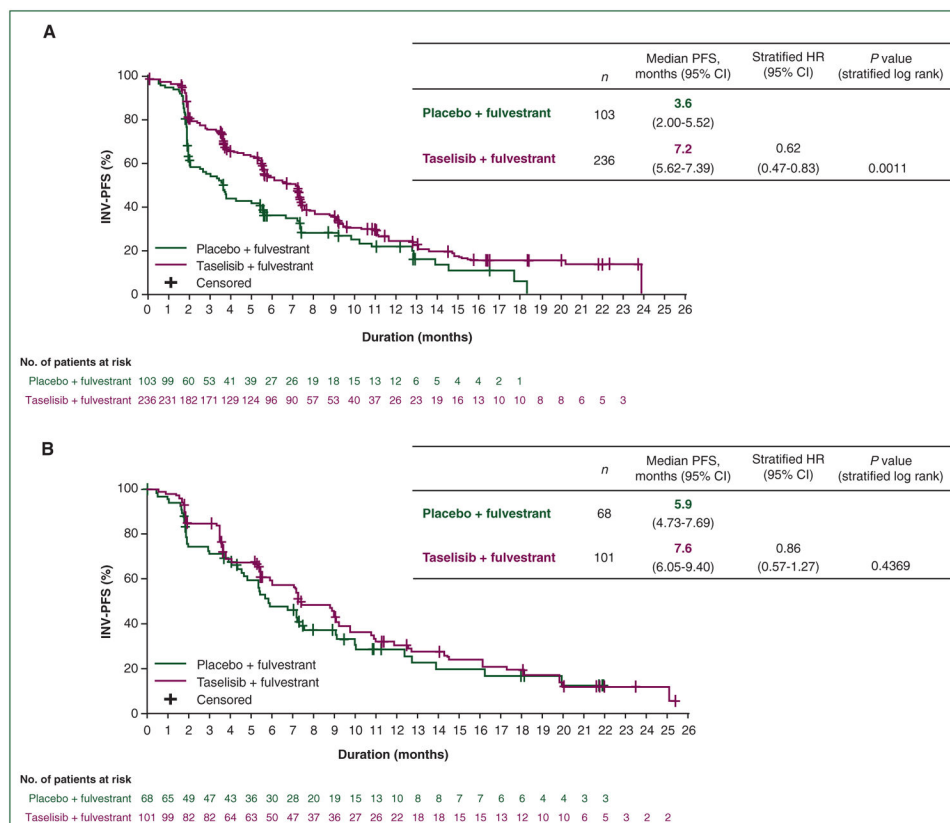 A
n
Median PFS, months (95% CI)
Stratified HR (95% CI)
P value (stratified log rank)
Placebo + fulvestrant 103 3.6 (2.00-5.52)
Taselisib + fulvestrant 236 7.2 (5.62-7.39) 0.62 (0.47-0.83) 0.0011
INV-PFS (%)
100
80
60
40
20
0
Placebo + fulvestrant
Taselisib + fulvestrant
Censored
0 1 2 3 4 5 6 7 8 9 10 11 12 13 14 15 16 17 18 19 20 21 22 23 24 25 26
Duration (months)
No. of patients at risk
Placebo + fulvestrant 103 99 60 53 41 39 27 26 19 18 15 13 12 6 5 4 4 2 1
Taselisib + fulvestrant 236 231 182 171 129 124 96 90 57 53 40 37 26 23 19 16 13 10 10 8 8 6 5 3
B
n
Median PFS, months (95% CI)
Stratified HR (95% CI)
P value (stratified log rank)
Placebo + fulvestrant 68 5.9 (4.73-7.69)
Taselisib + fulvestrant 101 7.6 (6.05-9.40) 0.86 (0.57-1.27) 0.4369
INV-PFS (%)
100
80
60
40
20
0
Placebo + fulvestrant
Taselisib + fulvestrant
Censored
0 1 2 3 4 5 6 7 8 9 10 11 12 13 14 15 16 17 18 19 20 21 22 23 24 25 26
Duration (months)
No. of patients at risk
Placebo + fulvestrant 68 65 49 47 43 36 30 28 20 19 15 13 10 8 8 7 7 6 6 4 4 3 3
Taselisib + fulvestrant 101 99 82 82 64 63 50 47 37 36 27 26 22 18 18 15 15 13 12 10 10 6 5 3 2 2